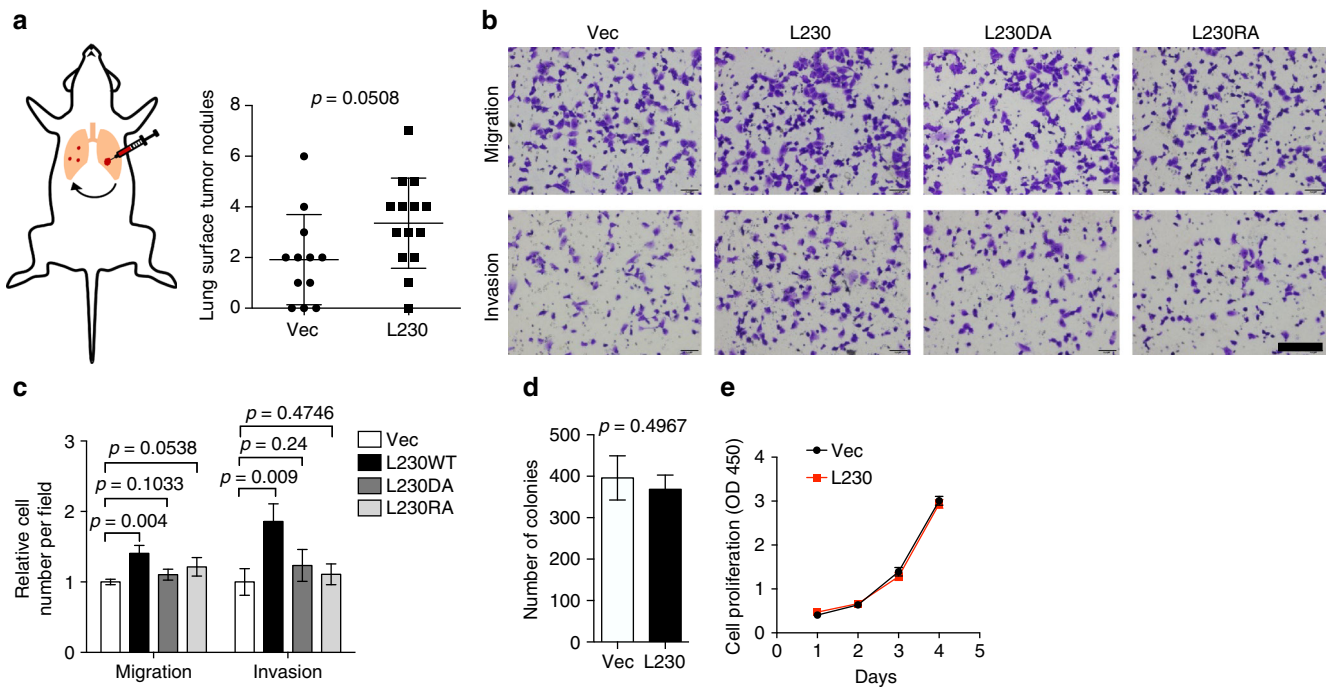 a
Lung surface tumor nodules
8
6
4
2
0
p = 0.0508
Vec
L230
b
Vec
L230
L230DA
L230RA
Migration
Invasion
c
Relative cell
number per field
3
2
1
0
p = 0.0538
p = 0.1033
p = 0.004
p = 0.4746
p = 0.24
p = 0.009
Vec
L230WT
L230DA
L230RA
Migration
Invasion
d
Number of colonies
500
400
300
200
100
0
p = 0.4967
Vec
L230
e
Cell proliferation (OD 450)
4
3
2
1
0
Vec
L230
0 1 2 3 4 5
Days